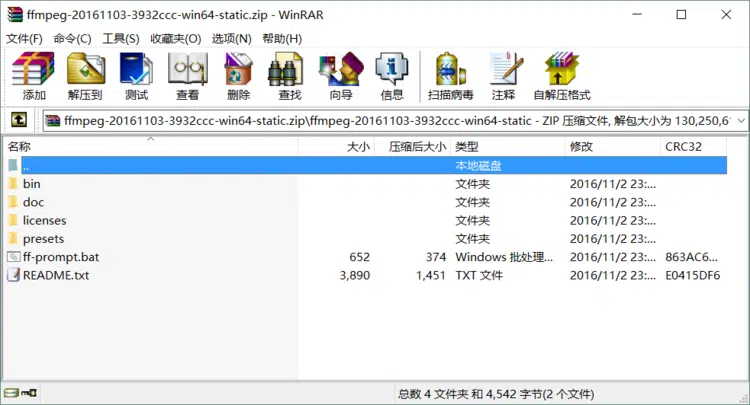 ffmpeg-20161103-3932ccc-win64-static.zip - WinRAR
文件(F) 命令(C) 工具(S) 收藏夹(O) 选项(N) 帮助(H)
添加 解压到 测试 查看 删除 查找 向导 信息 扫描病毒 注释 自解压格式
ffmpeg-20161103-3932ccc-win64-static.zip\ffmpeg-20161103-3932ccc-win64-static - ZIP 压缩文件, 解包大小为 130,250,6
名称 大小 压缩后大小 类型 修改 CRC32
.. 本地磁盘
bin 文件夹 2016/11/2 23:...
doc 文件夹 2016/11/2 23:...
licenses 文件夹 2016/11/2 23:...
presets 文件夹 2016/11/2 23:...
ff-prompt.bat 652 374 Windows 批处理... 2016/11/2 23:... 863AC6...
README.txt 3,890 1,451 TXT 文件 2016/11/2 23:... E0415DF6
总数 4 文件夹 和 4,542 字节(2 个文件)